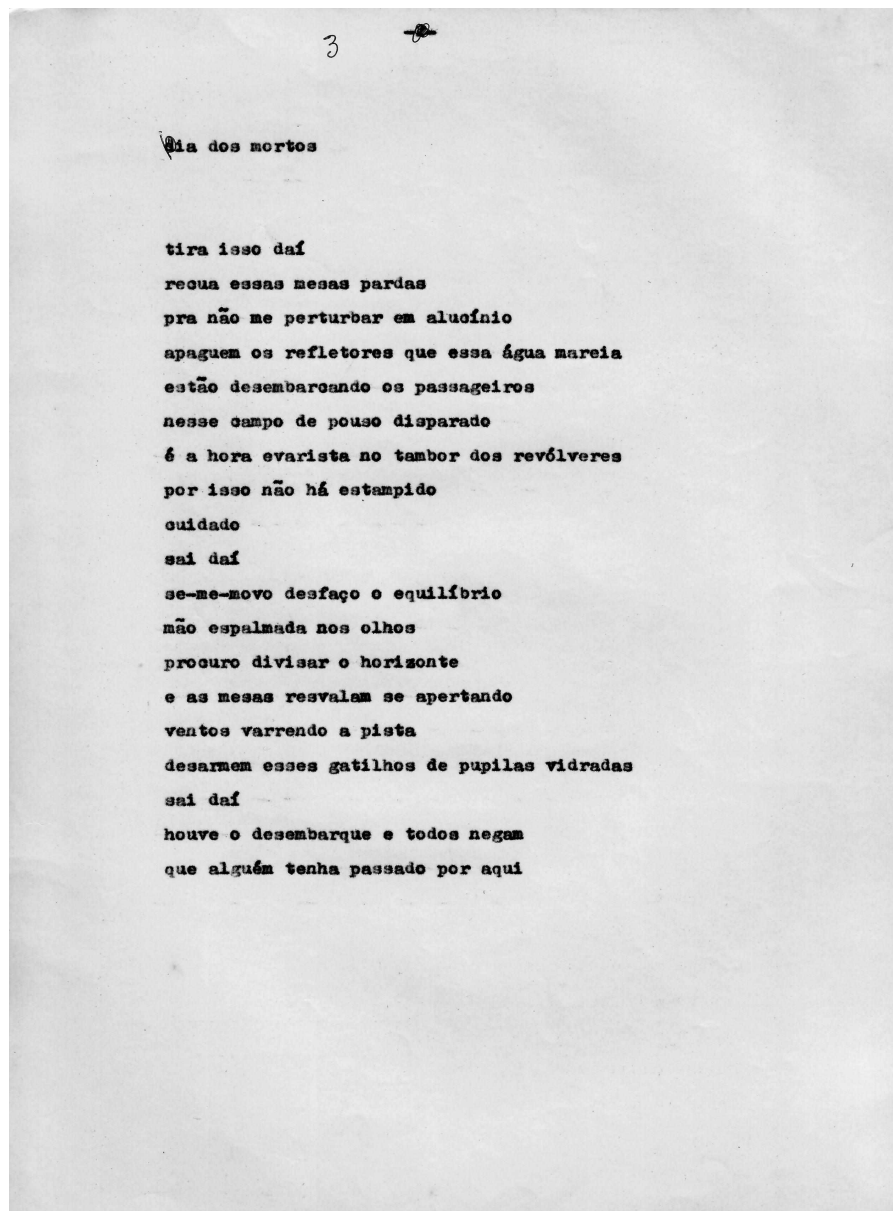 3
dia dos mortos
tira isso daí
recua essas mesas pardas
pra não me perturbar em alucínio
apaguem os refletores que essa água mareia
estão desembarcando os passageiros
nesse campo de pouso disparado
é a hora evarista no tambor dos revólveres
por isso não há estampido
cuidado
sai daí
se-me-movo desfaço o equilíbrio
mão espalmada nos olhos
procuro divisar o horizonte
e as mesas resvalam se apertando
ventos varrendo a pista
desarmem esses gatilhos de pupilas vidradas
sai daí
houve o desembarque e todos negam
que alguém tenha passado por aqui